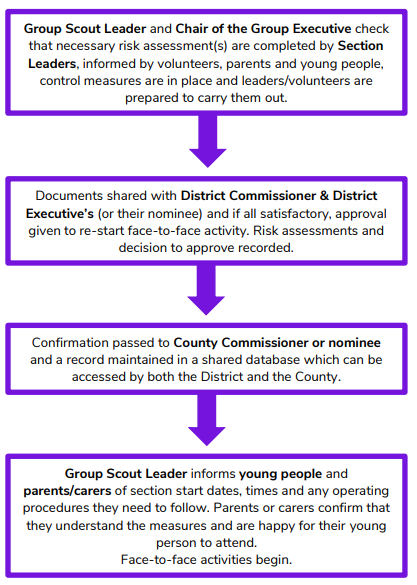 Group Scout Leader and Chair of the Group Executive check
that necessary risk assessment(s) are completed by Section
Leaders, informed by volunteers, parents and young people,
control measures are in place and leaders/volunteers are
prepared to carry them out.
Documents shared with District Commissioner & District
Executive's (or their nominee) and if all satisfactory, approval
given to re-start face-to-face activity. Risk assessments and
decision to approve recorded.
Confirmation passed to County Commissioner or nominee
and a record maintained in a shared database which can be
accessed by both the District and the County.
Group Scout Leader informs young people and
parents/carers of section start dates, times and any operating
procedures they need to follow. Parents or carers confirm that
they understand the measures and are happy for their young
person to attend.
Face-to-face activities begin.